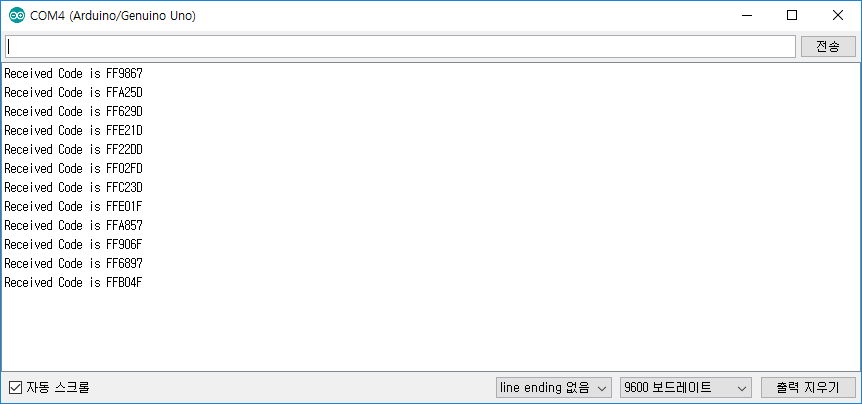 COM4 (Arduino/Genuino Uno)
전송
Received Code is FF9867
Received Code is FFA25D
Received Code is FF629D
Received Code is FFE21D
Received Code is FF22DD
Received Code is FF02FD
Received Code is FFC23D
Received Code is FFE01F
Received Code is FFA857
Received Code is FF906F
Received Code is FF6897
Received Code is FFB04F
자동 스크롤 line ending 없음 9600 보드레이트 출력 지우기